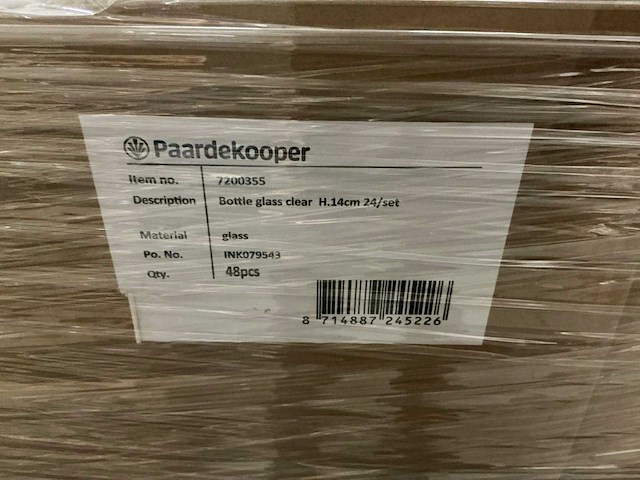 Paardekooper
Item no. 7200355
Description Bottle glass clear H.14cm 24/set
Material glass
Po. No. INK079543
Qty. 48pcs
8 714887 245226